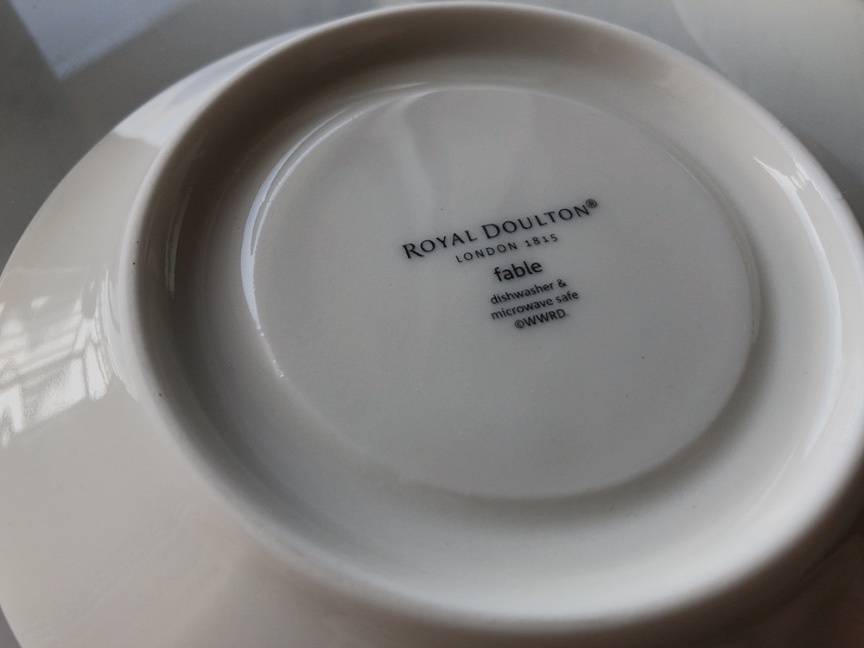 ROYAL DOULTON®
LONDON 1815
fable
dishwasher &
microwave safe
©WWRD.